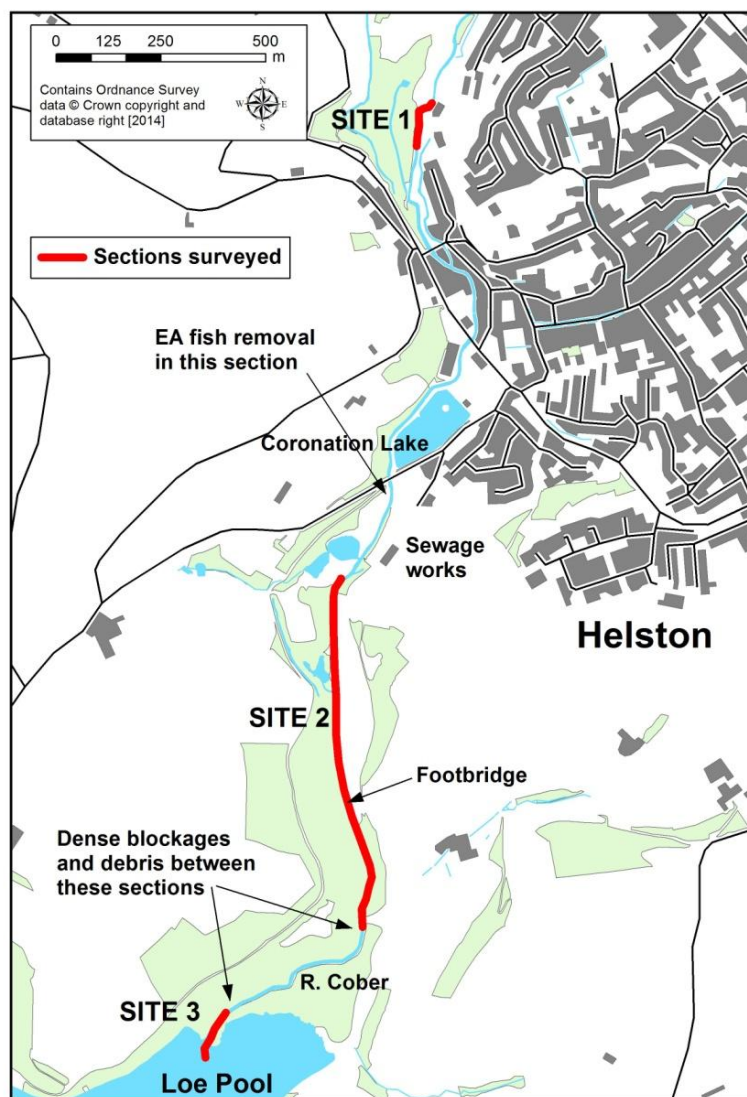 0 125 250 500
m
Contains Ordnance Survey
data © Crown copyright and
database right [2014]
N
W E
S
SITE 1
Sections surveyed
EA fish removal
in this section
Coronation Lake
Sewage
works
Helston
SITE 2
Footbridge
Dense blockages
and debris between
these sections
R. Cober
SITE 3
Loe Pool